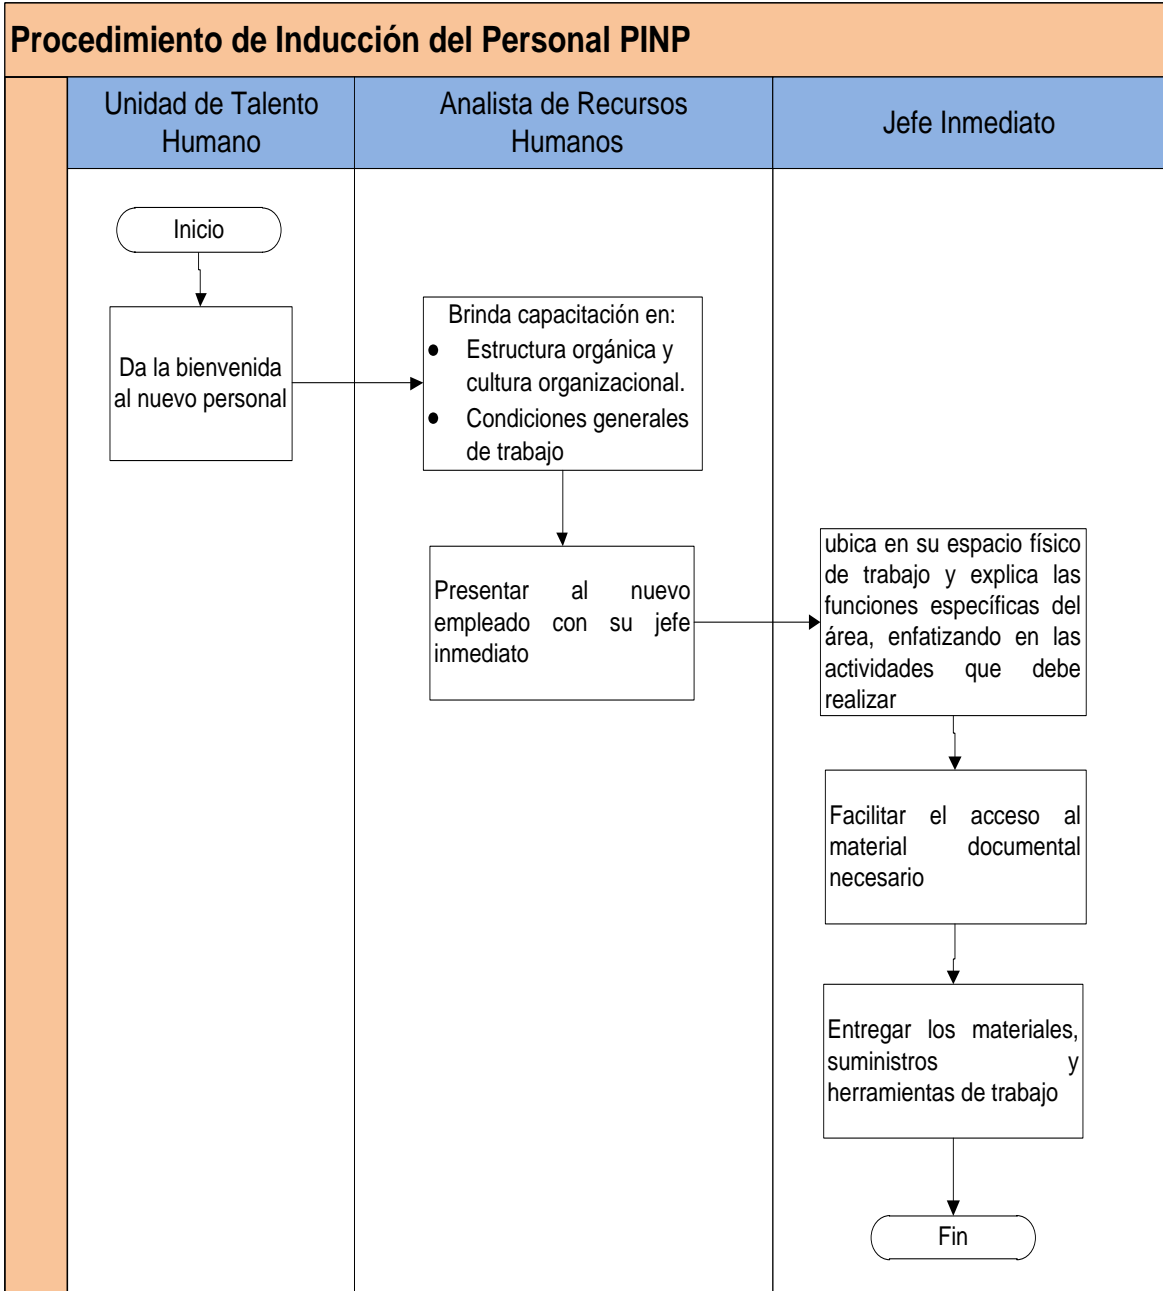 Procedimiento de Inducción del Personal PINP
Unidad de Talento
Humano
Analista de Recursos
Humanos
Jefe Inmediato
Inicio
Da la bienvenida
al nuevo personal
Brinda capacitación en:
● Estructura orgánica y
cultura organizacional.
● Condiciones generales
de trabajo
Presentar al nuevo
empleado con su jefe
inmediato
ubica en su espacio físico
de trabajo y explica las
funciones específicas del
área, enfatizando en las
actividades que debe
realizar
Facilitar el acceso al
material documental
necesario
Entregar los materiales,
suministros y
herramientas de trabajo
Fin